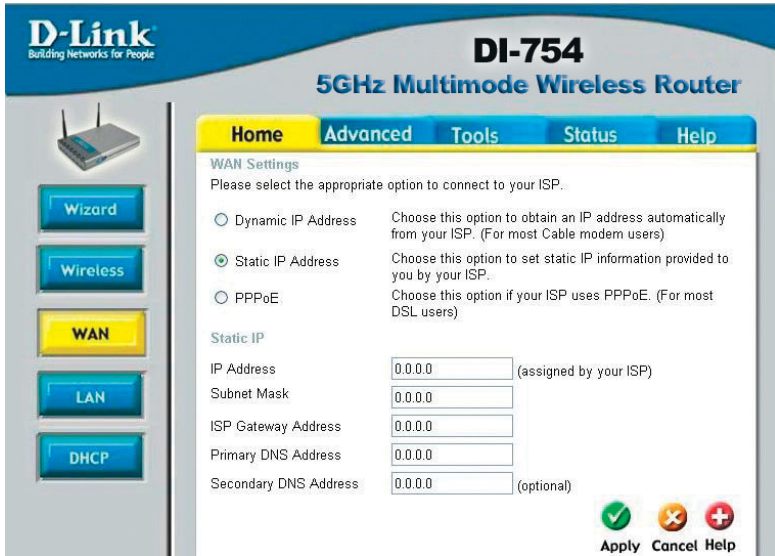 D-Link
Building Networks for People
DI-754
5GHz Multimode Wireless Router
Home Advanced Tools Status Help
Wizard
Wireless
WAN
LAN
DHCP
WAN Settings
Please select the appropriate option to connect to your ISP.
Dynamic IP Address Choose this option to obtain an IP address automatically
from your ISP. (For most Cable modem users)
Static IP Address Choose this option to set static IP information provided to
you by your ISP.
PPPoE Choose this option if your ISP uses PPPoE. (For most
DSL users)
Static IP
IP Address 0.0.0.0 (assigned by your ISP)
Subnet Mask 0.0.0.0
ISP Gateway Address 0.0.0.0
Primary DNS Address 0.0.0.0
Secondary DNS Address 0.0.0.0 (optional)
Apply Cancel Help